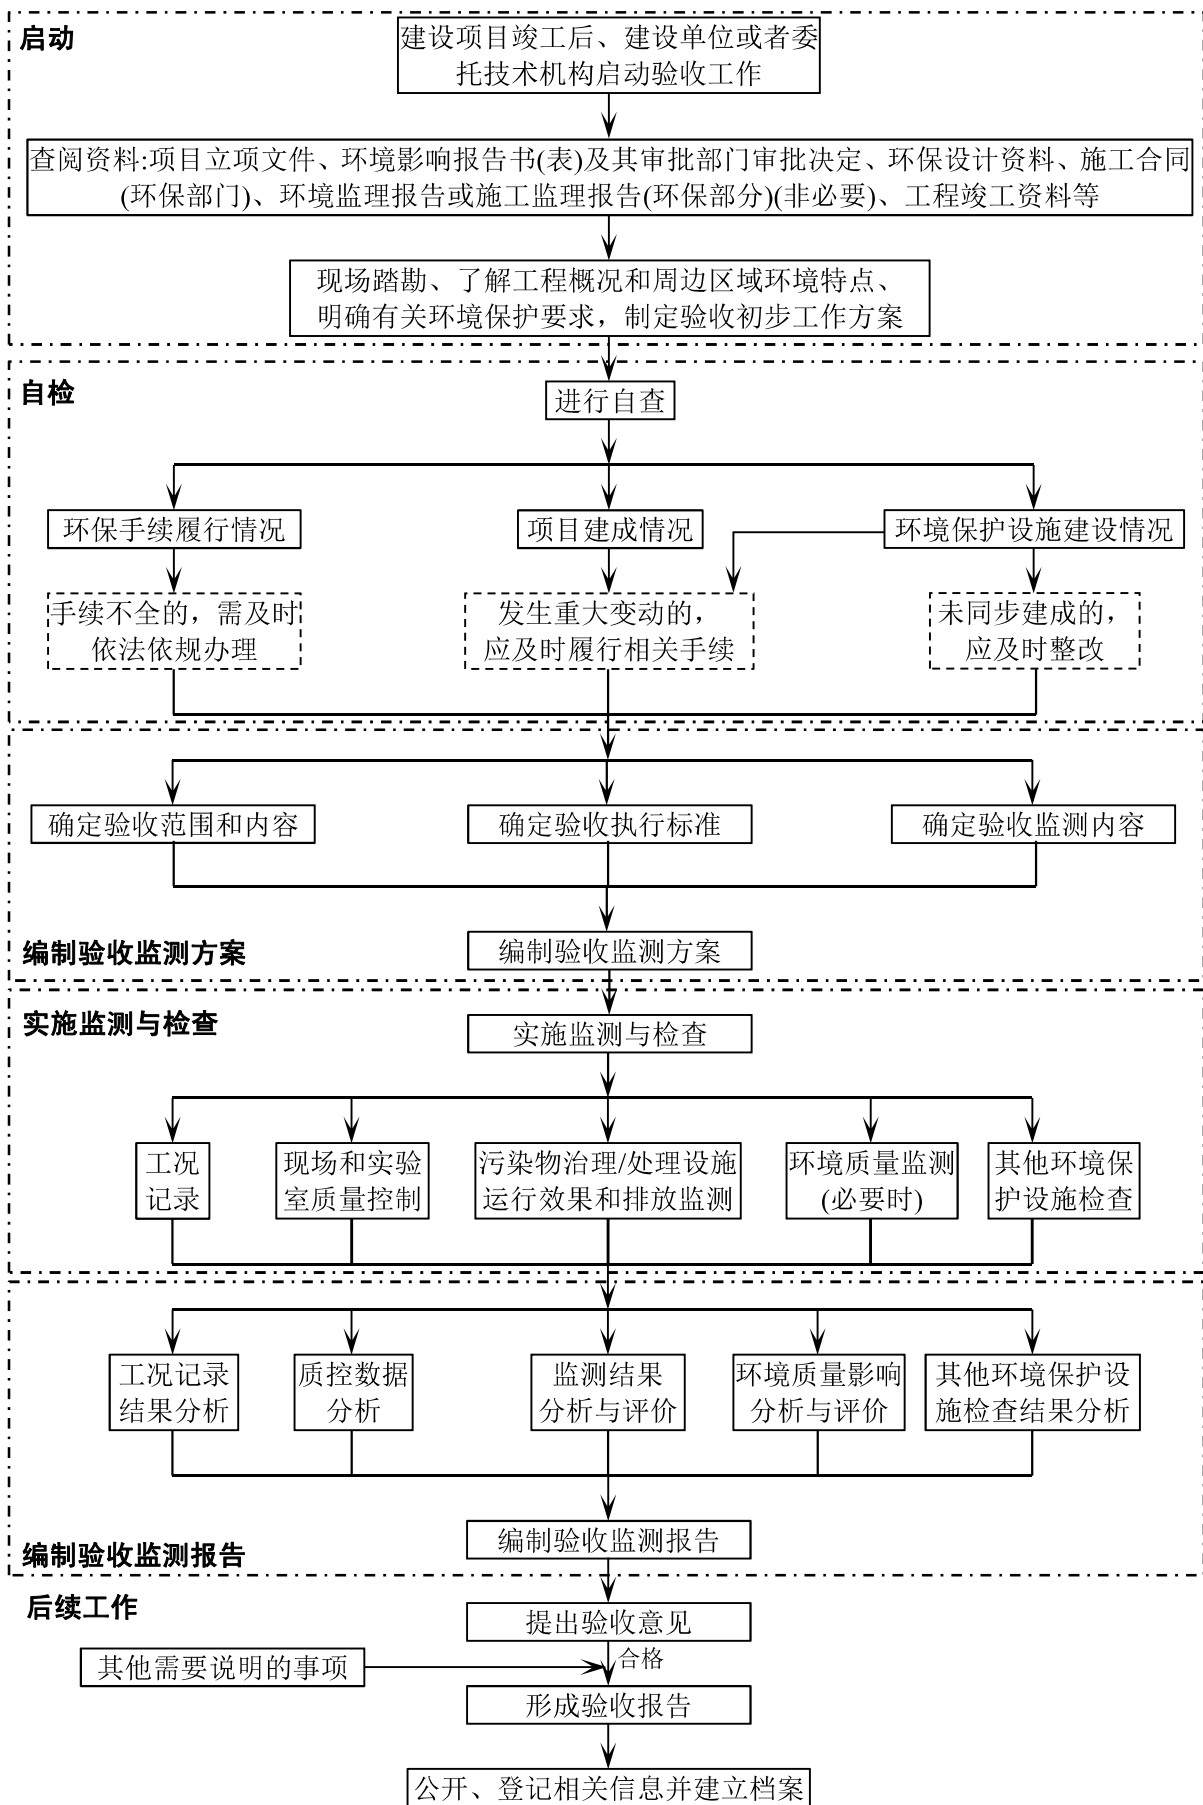 启动
建设项目竣工后、建设单位或者委
托技术机构启动验收工作
查阅资料:项目立项文件、环境影响报告书(表)及其审批部门审批决定、环保设计资料、施工合同
(环保部门)、环境监理报告或施工监理报告(环保部分)(非必要)、工程竣工资料等
现场踏勘、了解工程概况和周边区域环境特点、
明确有关环境保护要求，制定验收初步工作方案
自检
进行自查
环保手续履行情况
项目建成情况
环境保护设施建设情况
手续不全的，需及时
依法依规办理
发生重大变动的，
应及时履行相关手续
未同步建成的，
应及时整改
确定验收范围和内容
确定验收执行标准
确定验收监测内容
编制验收监测方案
编制验收监测方案
实施监测与检查
实施监测与检查
工况
记录
现场和实验
室质量控制
污染物治理/处理设施
运行效果和排放监测
环境质量监测
(必要时)
其他环境保
护设施检查
工况记录
结果分析
质控数据
分析
监测结果
分析与评价
环境质量影响
分析与评价
其他环境保护设
施检查结果分析
编制验收监测报告
编制验收监测报告
后续工作
提出验收意见
合格
其他需要说明的事项
形成验收报告
公开、登记相关信息并建立档案